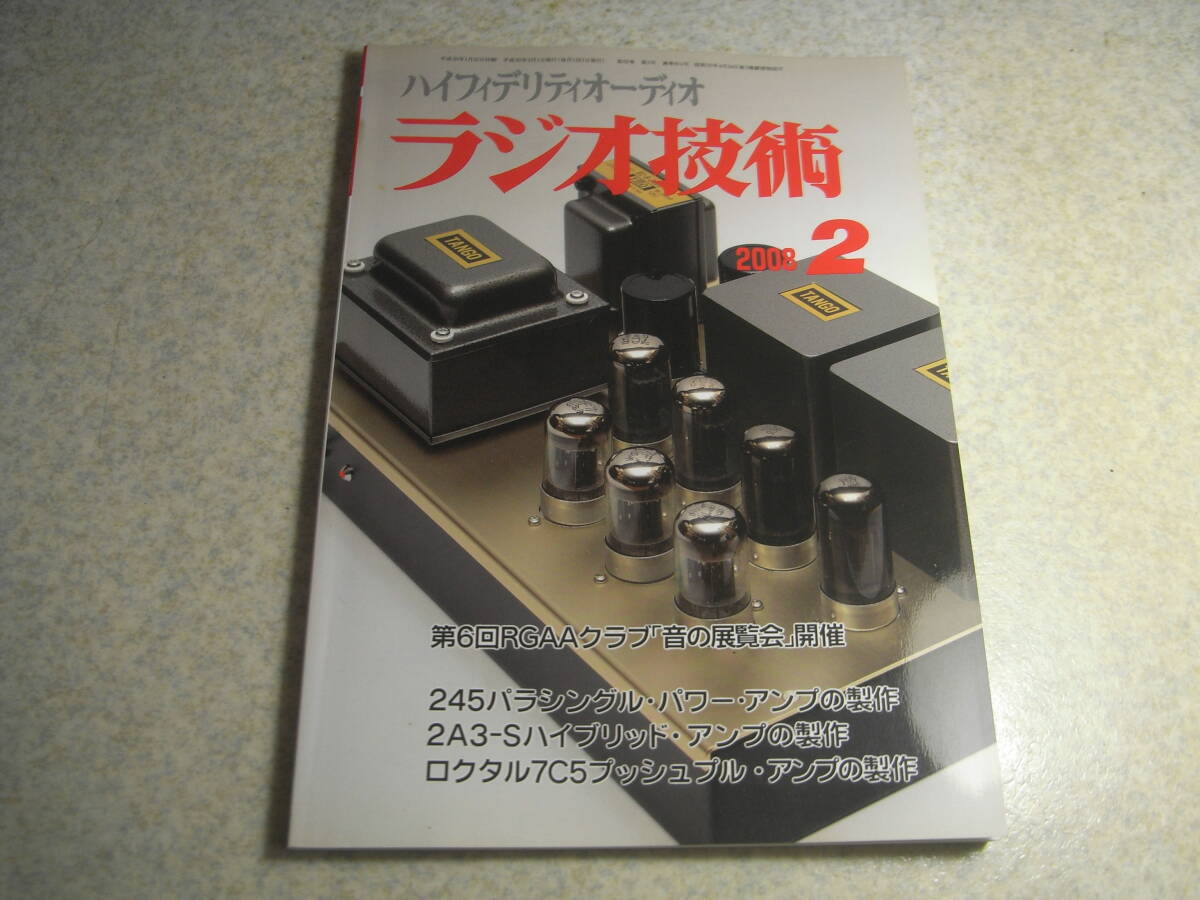 ハイフィデリティオーディオ
ラジオ技術
2008 2
TANGO
TANGO
TANGO
7C5
第6回RGAAクラブ「音の展覧会」開催
245パラシングル・パワー・アンプの製作
2A3-Sハイブリッド・アンプの製作
ロクタル7C5プッシュプル・アンプの製作